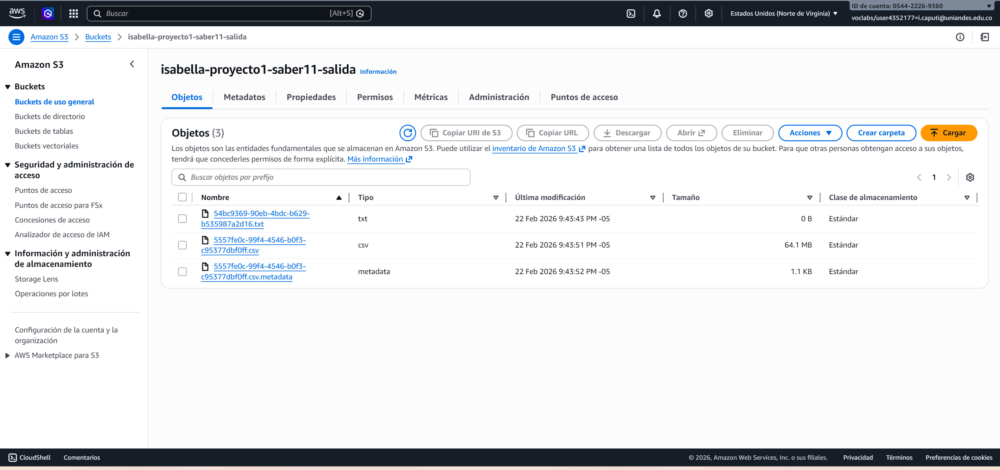 aws
Buscar
[Alt+S]
Estados Unidos (Norte de Virginia)
ID de cuenta: 0544-2226-9360
voclabs/user4352177=i.caputi@uniandes.edu.co
Amazon S3
Buckets
isabella-proyecto1-saber11-salida
Amazon S3
Buckets
Buckets de uso general
Buckets de directorio
Buckets de tablas
Buckets vectoriales
Seguridad y administración de
acceso
Puntos de acceso
Puntos de acceso para FSx
Concesiones de acceso
Analizador de acceso de IAM
Información y administración
de almacenamiento
Storage Lens
Operaciones por lotes
Configuración de la cuenta y la
organización
AWS Marketplace para S3
isabella-proyecto1-saber11-salida Información
Objetos Metadatos Propiedades Permisos Métricas Administración Puntos de acceso
Objetos (3)
Copiar URI de S3 Copiar URL Descargar Abrir Eliminar Acciones Crear carpeta Cargar
Los objetos son las entidades fundamentales que se almacenan en Amazon S3. Puede utilizar el inventario de Amazon S3 para obtener una lista de todos los objetos de su bucket. Para que otras personas obtengan acceso a sus objetos,
tendrá que concederles permisos de forma explícita. Más información
Buscar objetos por prefijo
1
Nombre Tipo Última modificación Tamaño Clase de almacenamiento
54bc9369-90eb-4bdc-b629-
b535987a2d16.txt
txt 22 Feb 2026 9:43:43 PM -05 0 B Estándar
5557fe0c-99f4-4546-b0f3-
c95377dbf0ff.csv
csv 22 Feb 2026 9:43:51 PM -05 64.1 MB Estándar
5557fe0c-99f4-4546-b0f3-
c95377dbf0ff.csv.metadata
metadata 22 Feb 2026 9:43:52 PM -05 1.1 KB Estándar
CloudShell Comentarios © 2026, Amazon Web Services, Inc. o sus filiales. Privacidad Términos Preferencias de cookies